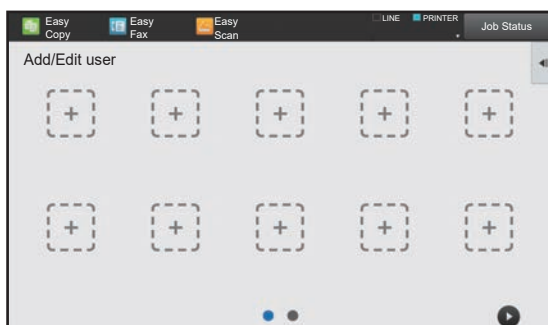 Easy Copy
Easy Fax
Easy Scan
LINE
PRINTER
Job Status
Add/Edit user